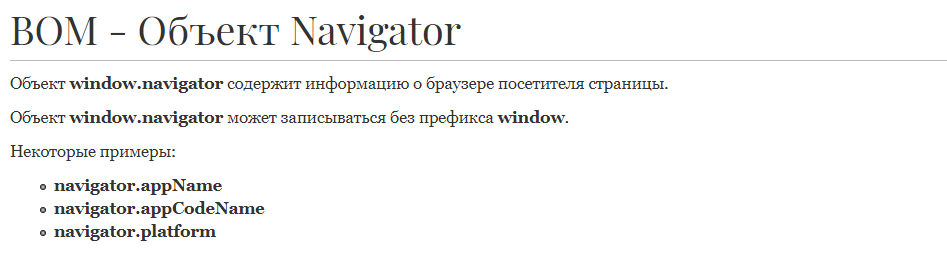 BOM - Объект Navigator
Объект window.navigator содержит информацию о браузере посетителя страницы.
Объект window.navigator может записываться без префикса window.
Некоторые примеры:
navigator.appName
navigator.appCodeName
navigator.platform